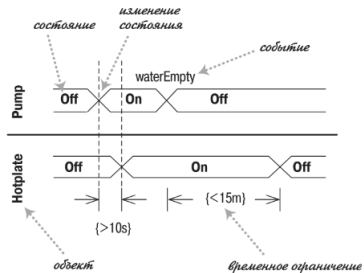 состояние
изменение
состояния
событие
waterEmpty
Pump
Off
On
Off
Hotplate
Off
On
Off
{>10s}
{<15m}
объект
временное ограничение